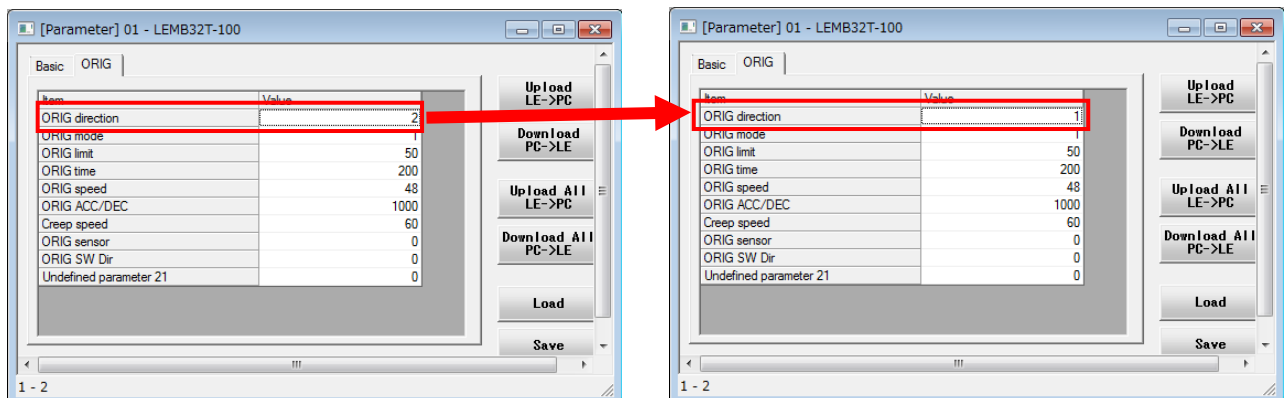 [Parameter] 01 - LEMB32T-100
Basic ORIG
Item Value
ORIG direction 2
ORIG mode 1
ORIG limit 50
ORIG time 200
ORIG speed 48
ORIG ACC/DEC 1000
Creep speed 60
ORIG sensor 0
ORIG SW Dir 0
Undefined parameter 21 0
Upload
LE->PC
Download
PC->LE
Upload All
LE->PC
Download All
PC->LE
Load
Save
1 - 2
[Parameter] 01 - LEMB32T-100
Basic ORIG
Item Value
ORIG direction 1
ORIG mode 1
ORIG limit 50
ORIG time 200
ORIG speed 48
ORIG ACC/DEC 1000
Creep speed 60
ORIG sensor 0
ORIG SW Dir 0
Undefined parameter 21 0
Upload
LE->PC
Download
PC->LE
Upload All
LE->PC
Download All
PC->LE
Load
Save
1 - 2